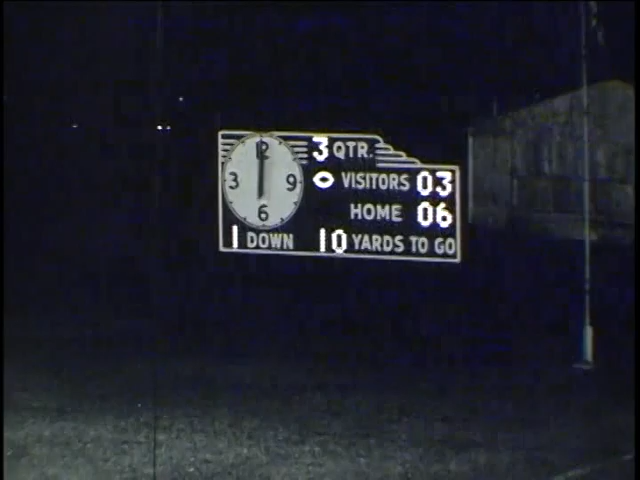 3 QTR.
VISITORS 03
HOME 06
1 DOWN 10 YARDS TO GO
12
3 9
6